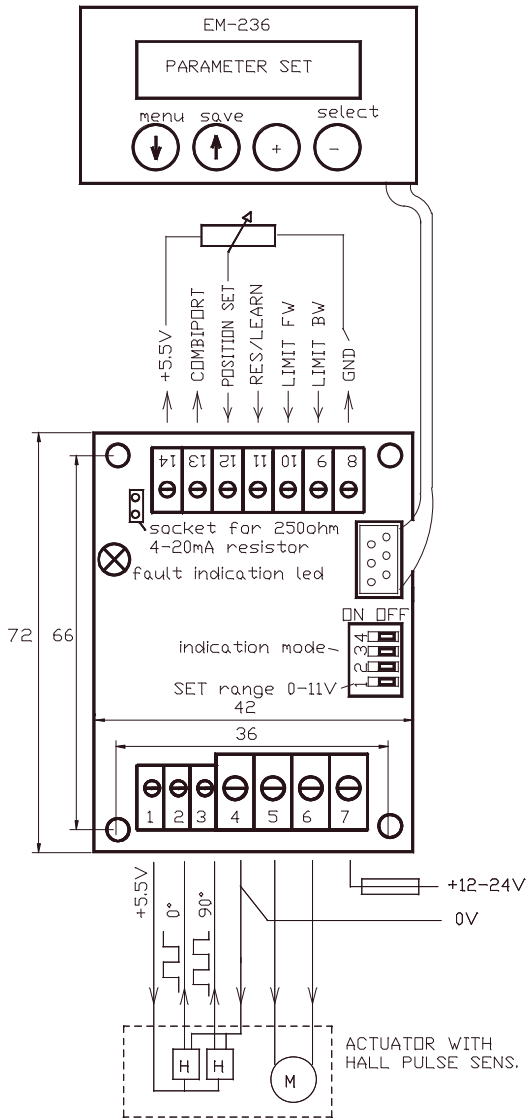 EM-236
PARAMETER SET
menu save select
+ -
+5.5V
COMBIPORT
POSITION SET
RES/LEARN
LIMIT FW
LIMIT BW
GND
14 13 12 11 10 9 8
socket for 250ohm
4-20mA resistor
fault indication led
ON OFF
4
3
2
1
indication mode
SET range 0-11V
72
66
42
36
1 2 3 4 5 6 7
+5.5V
0°
90°
+12-24V
0V
H H
M
ACTUATOR WITH
HALL PULSE SENS.